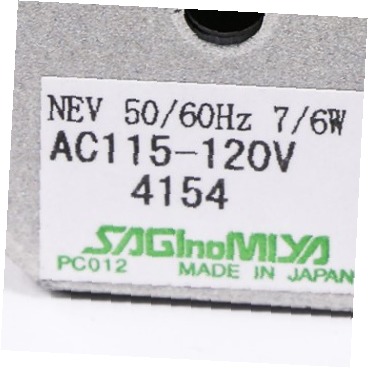 NEV 50/60Hz 7/6W
AC115-120V
4154
SAGInoMIYA
PC012 MADE IN JAPAN